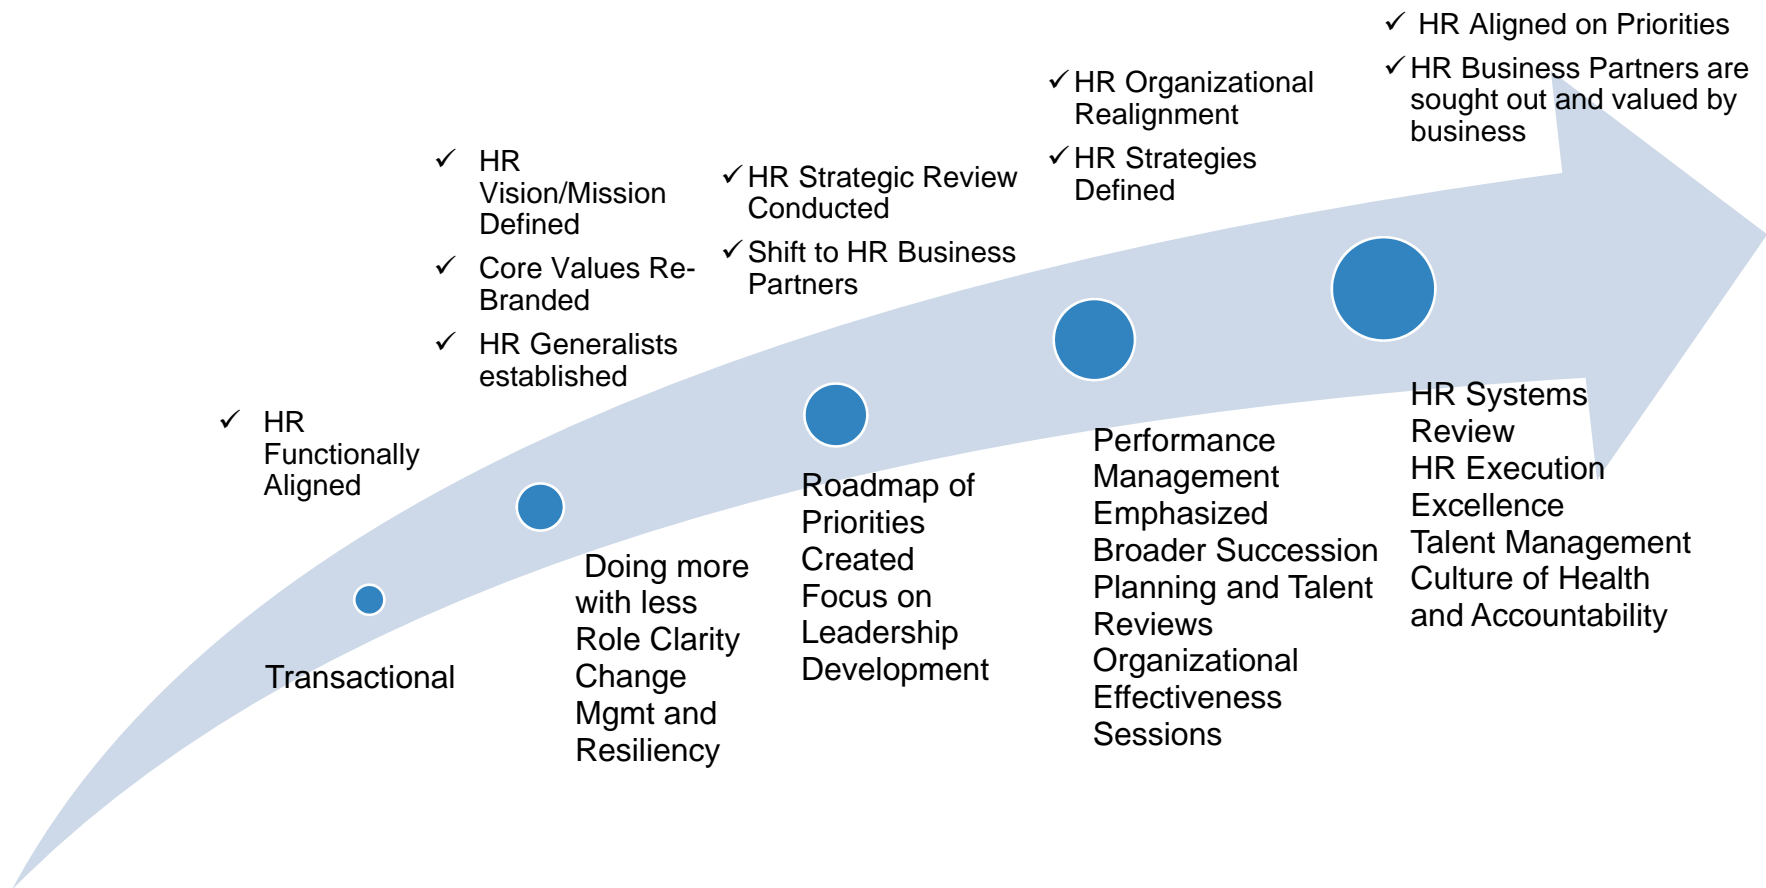 ✓ HR
Functionally
Aligned
Transactional
✓ HR
Vision/Mission
Defined
✓ Core Values Re-
Branded
✓ HR Generalists
established
Doing more
with less
Role Clarity
Change
Mgmt and
Resiliency
✓ HR Strategic Review
Conducted
✓ Shift to HR Business
Partners
Roadmap of
Priorities
Created
Focus on
Leadership
Development
✓ HR Organizational
Realignment
✓ HR Strategies
Defined
Performance
Management
Emphasized
Broader Succession
Planning and Talent
Reviews
Organizational
Effectiveness
Sessions
✓ HR Aligned on Priorities
✓ HR Business Partners are
sought out and valued by
business
HR Systems
Review
HR Execution
Excellence
Talent Management
Culture of Health
and Accountability